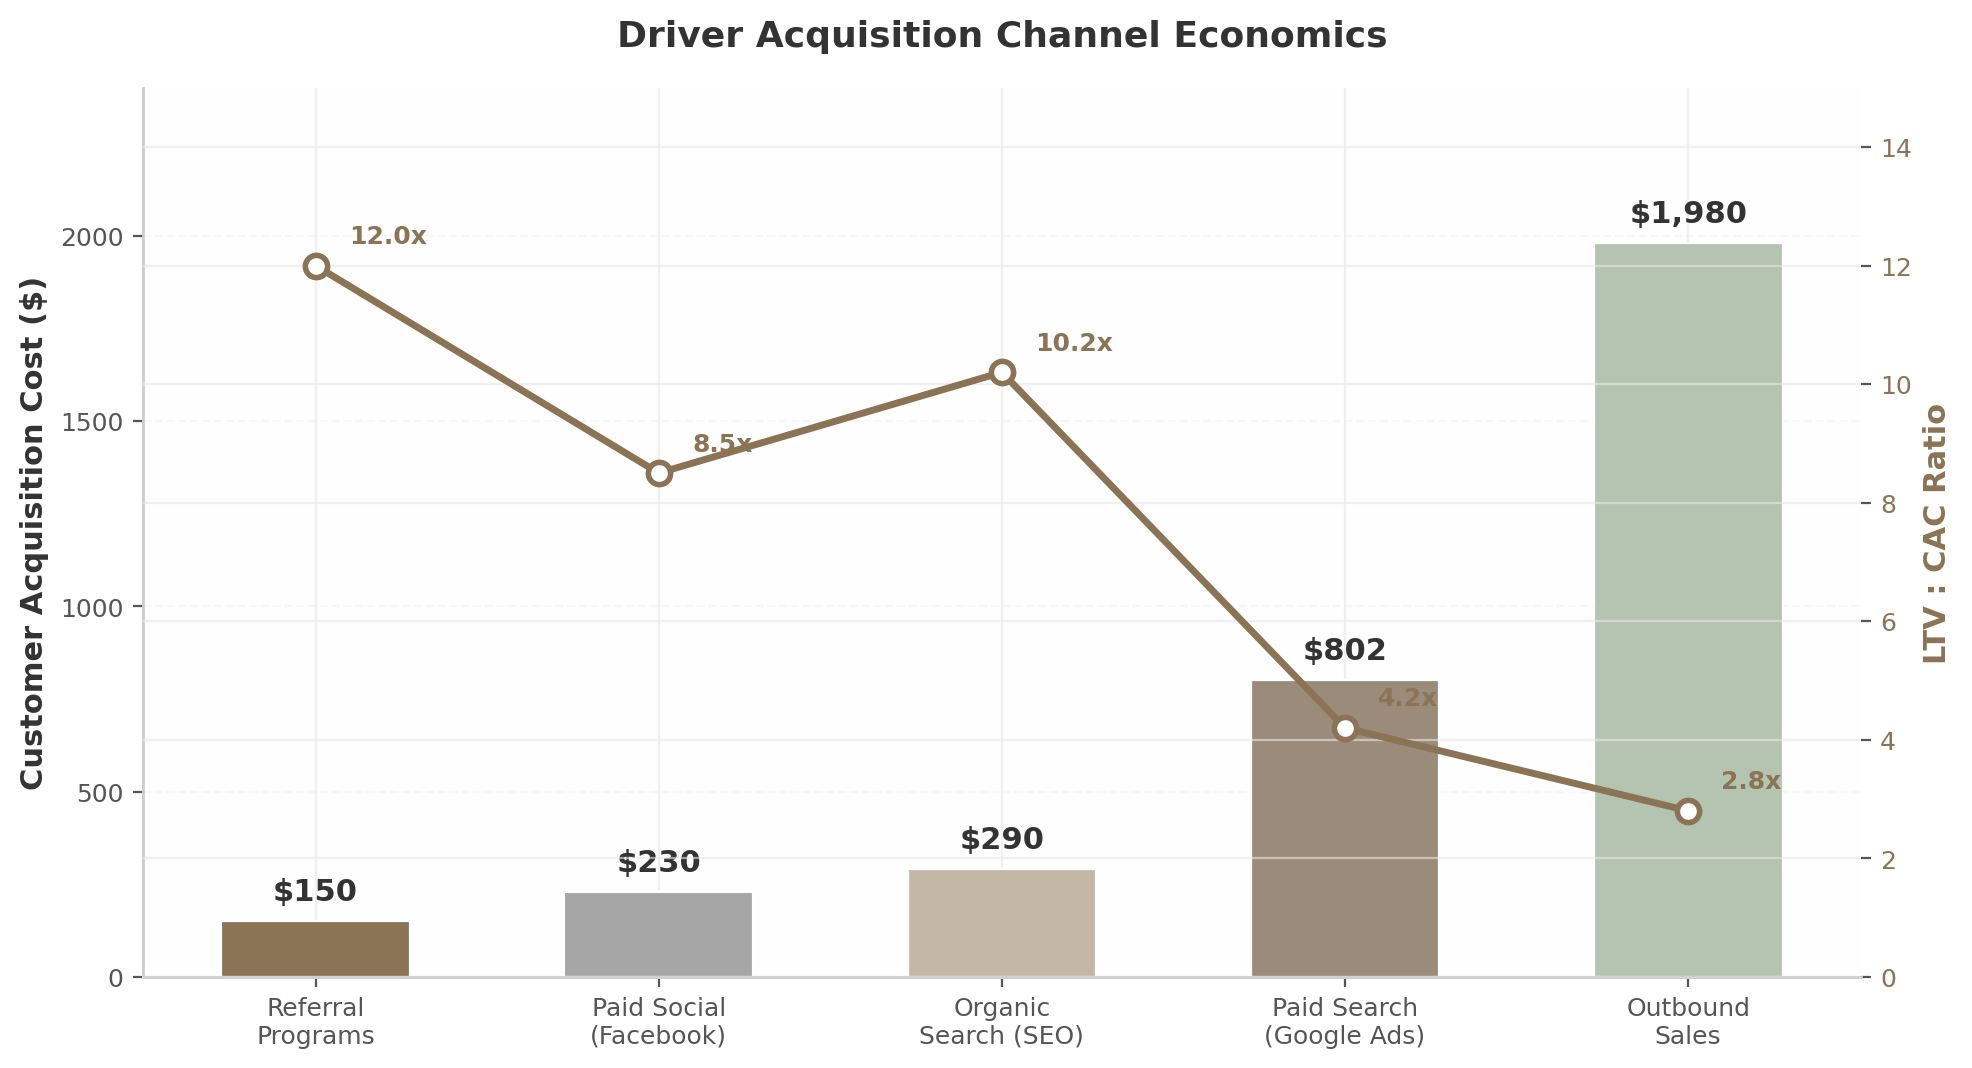 Driver Acquisition Channel Economics
Customer Acquisition Cost ($)
2000
1500
1000
500
0
12.0x
8.5x
10.2x
4.2x
2.8x
$150
$230
$290
$802
$1,980
14
12
10
8
6
4
2
0
LTV : CAC Ratio
Referral
Programs
Paid Social
(Facebook)
Organic
Search (SEO)
Paid Search
(Google Ads)
Outbound
Sales